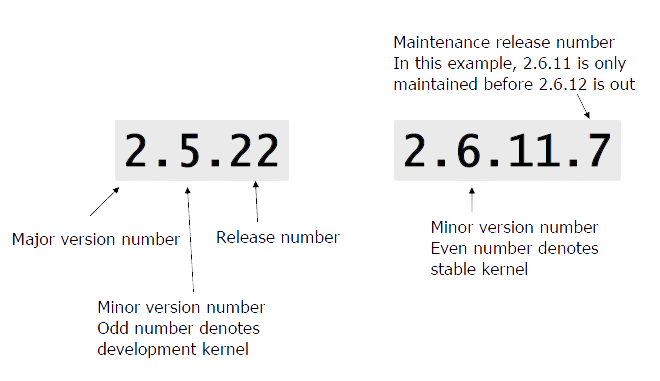 Maintenance release number
In this example, 2.6.11 is only
maintained before 2.6.12 is out
2.5.22
2.6.11.7
Major version number
Release number
Minor version number
Odd number denotes
development kernel
Minor version number
Even number denotes
stable kernel